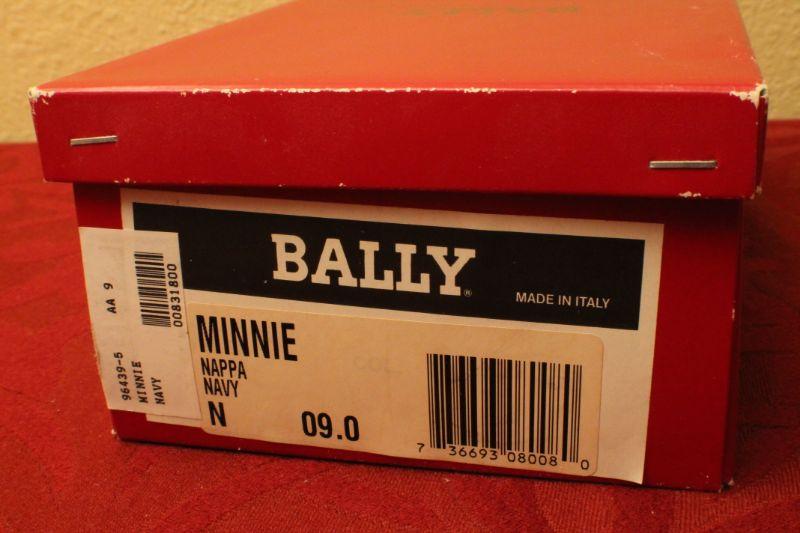 BALLY®
MADE IN ITALY
MINNIE
NAPPA
NAVY
N 09.0
7 36693 08008 0
AA 9
00831800
96439-5
MINNIE
NAVY